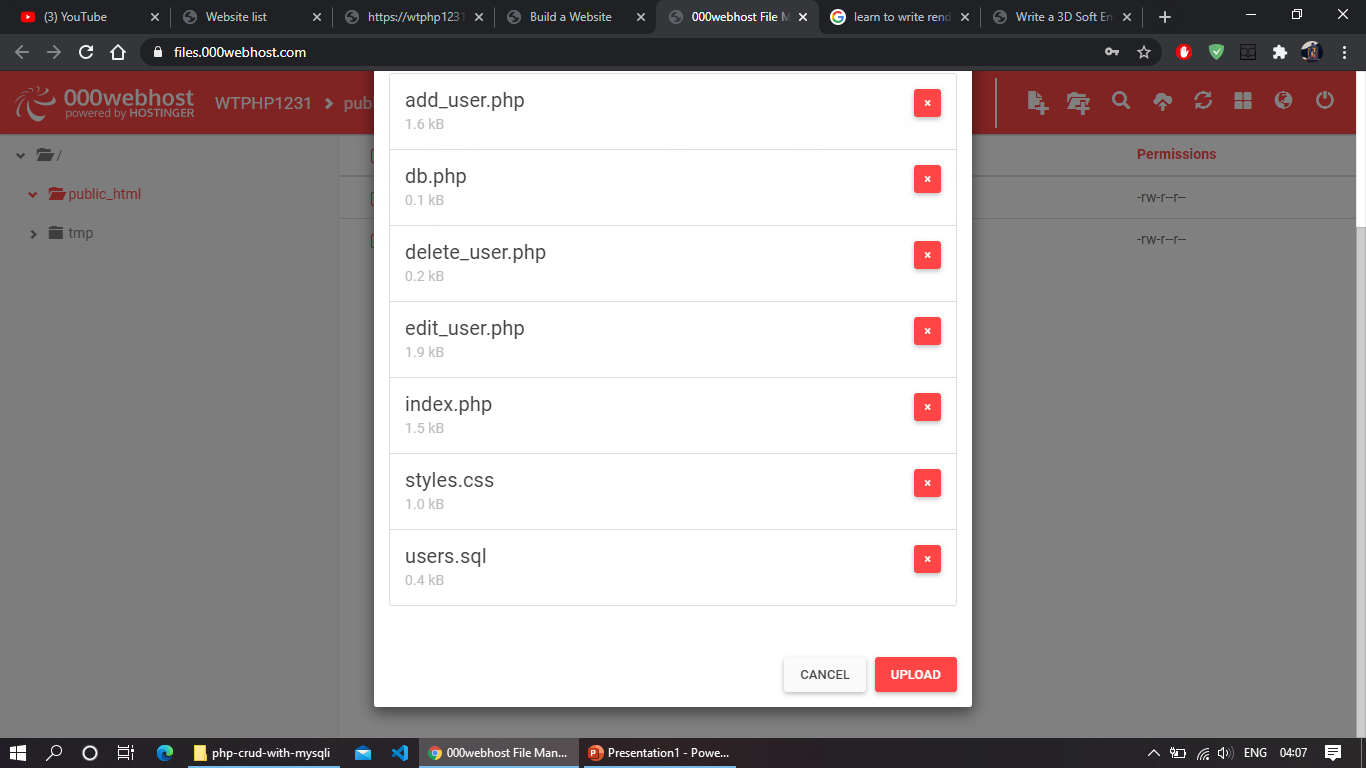 (3) YouTube
Website list
https://wtphp1231
Build a Website
000webhost File M
learn to write rend
Write a 3D Soft En
files.000webhost.com
000webhost
powered by HOSTINGER
WTPHP1231
pub
/
public_html
tmp
Permissions
-rw-r--r--
-rw-r--r--
add_user.php
1.6 kB
×
db.php
0.1 kB
×
delete_user.php
0.2 kB
×
edit_user.php
1.9 kB
×
index.php
1.5 kB
×
styles.css
1.0 kB
×
users.sql
0.4 kB
×
CANCEL
UPLOAD
php-crud-with-mysqli
000webhost File Man...
Presentation1 - Powe...
ENG
04:07